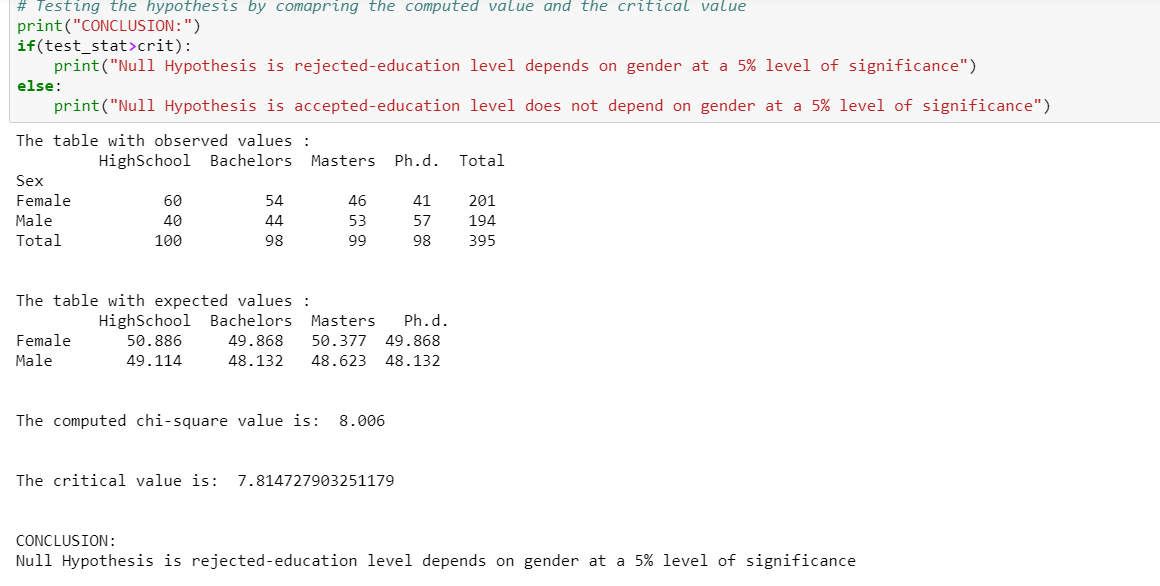 # Testing the hypothesis by comapring the computed value and the critical value
print("CONCLUSION:")
if(test_stat>crit):
    print("Null Hypothesis is rejected-education level depends on gender at a 5% level of significance")
else:
    print("Null Hypothesis is accepted-education level does not depend on gender at a 5% level of significance")
The table with observed values :
         HighSchool  Bachelors  Masters  Ph.d.  Total
Sex
Female          60         54       46     41    201
Male            40         44       53     57    194
Total          100         98       99     98    395
The table with expected values :
         HighSchool  Bachelors  Masters   Ph.d.
Female      50.886     49.868   50.377  49.868
Male        49.114     48.132   48.623  48.132
The computed chi-square value is:  8.006
The critical value is:  7.814727903251179
CONCLUSION:
Null Hypothesis is rejected-education level depends on gender at a 5% level of significance